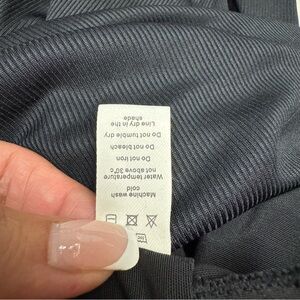 Machine wash
cold
Water temperature
not above 30°c
Do not iron
Do not bleach
Do not tumble dry
Line dry in the
shade